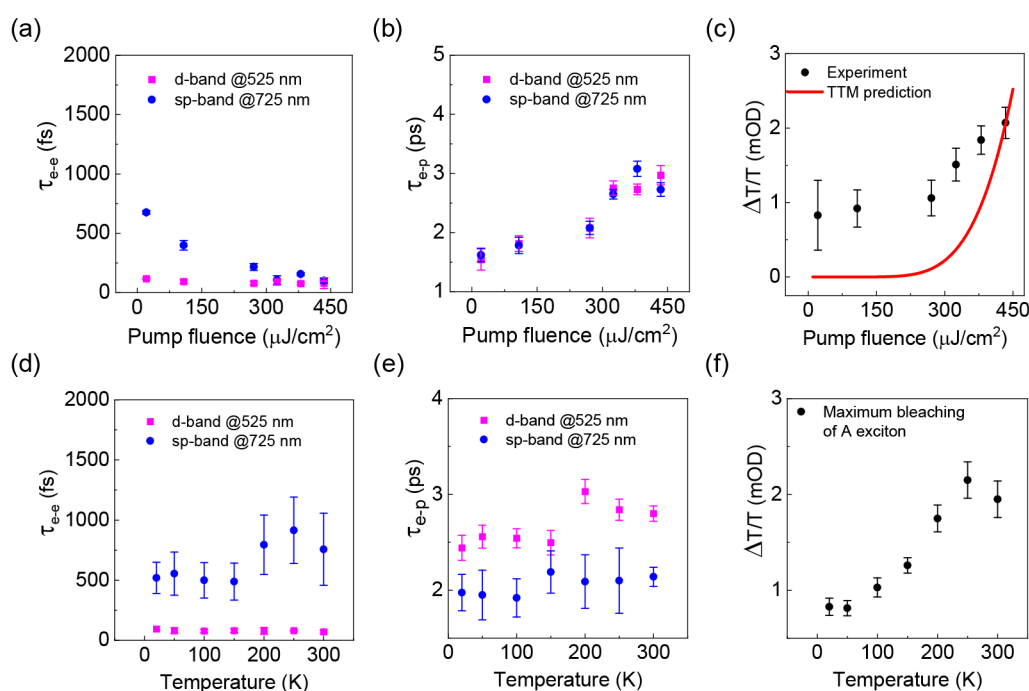 (a)
2000
1500
1000
500
0
τe-e (fs)
d-band @525 nm
sp-band @725 nm
0 150 300 450
Pump fluence (μJ/cm²)
(b)
5
4
3
2
1
τe-p (ps)
d-band @525 nm
sp-band @725 nm
0 150 300 450
Pump fluence (μJ/cm²)
(c)
3
2
1
0
ΔT/T (mOD)
Experiment
TTM prediction
0 150 300 450
Pump fluence (μJ/cm²)
(d)
2000
1500
1000
500
0
τe-e (fs)
d-band @525 nm
sp-band @725 nm
0 100 200 300
Temperature (K)
(e)
4
3
2
τe-p (ps)
d-band @525 nm
sp-band @725 nm
0 100 200 300
Temperature (K)
(f)
3
2
1
0
ΔT/T (mOD)
Maximum bleaching
of A exciton
0 100 200 300
Temperature (K)